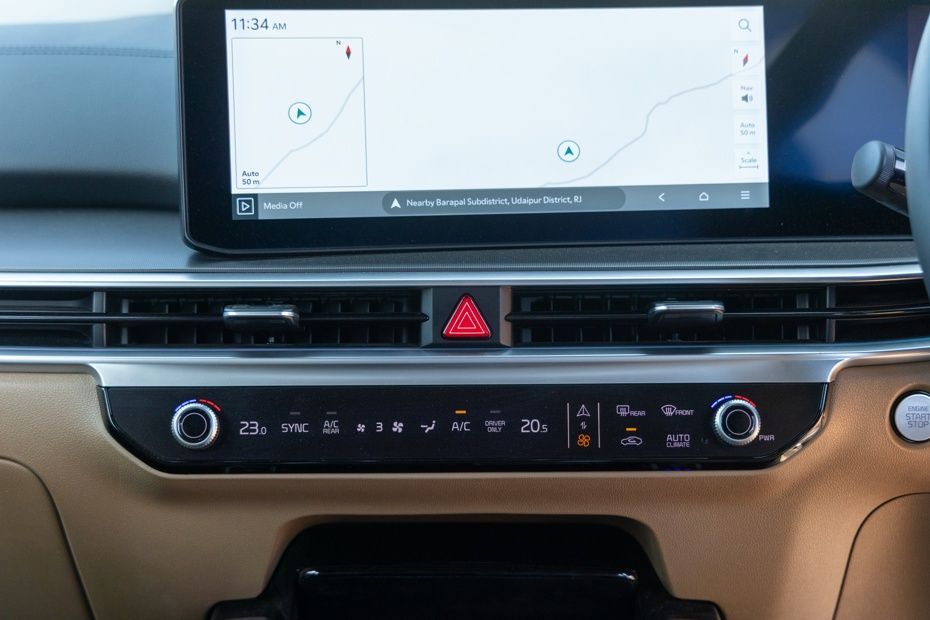 11:34 AM
N
Auto
50 m
N
Nav
Auto
50 m
Scale
Media Off
Nearby Barapal Subdistrict, Udaipur District, RJ
ENGINE
START
STOP
23.0
SYNC
A/C
REAR
3
A/C
DRIVER
ONLY
20.5
REAR
FRONT
AUTO
CLIMATE
PWR